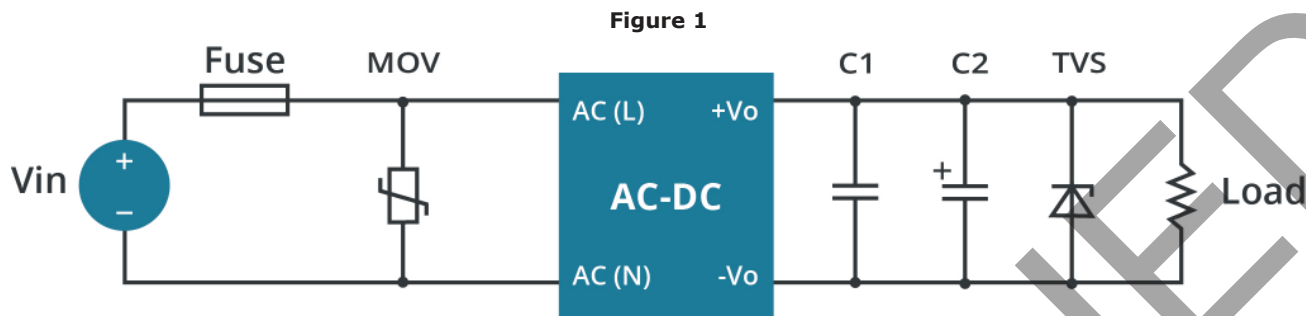 Figure 1
Fuse
MOV
C1
C2
TVS
AC (L)
+Vo
+
Vin
−
AC-DC
+
Load
AC (N)
-Vo